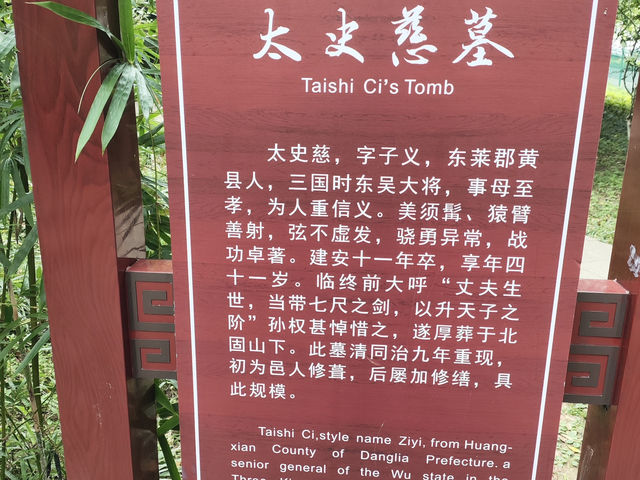 太史慈墓
Taishi Ci's Tomb
太史慈，字子义，东莱郡黄
县人，三国时东吴大将，事母至
孝，为人重信义。美须髯、猿臂
善射，弦不虚发，骁勇异常，战
功卓著。建安十一年卒，享年四
十一岁。临终前大呼“丈夫生
世，当带七尺之剑，以升天子之
阶”孙权甚悼惜之，遂厚葬于北
固山下。此墓清同治九年重现，
初为邑人修葺，后屡加修缮，具
此规模。
Taishi Ci,style name Ziyi, from Huang-
xian County of Danglia Prefecture. a
senior general of the Wu state in the
Three